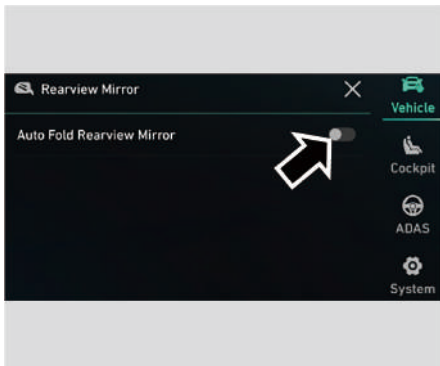 Rearview Mirror
Auto Fold Rearview Mirror
Vehicle
Cockpit
ADAS
System